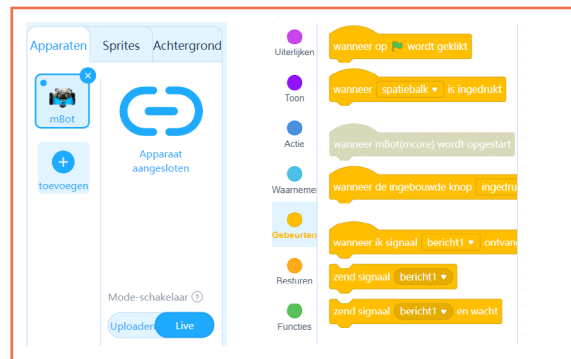 Apparaten Sprites Achtergrond
mBot
toevoegen
Apparaat
aangesloten
Mode-schakelaar ?
Uploaden Live
Uiterlijken
Toon
Actie
Waarneme
Gebeurten
Besturen
Functies
wanneer op wordt geklikt
wanneer spatiebalk is ingedrukt
wanneer mBot(mcore) wordt opgestart
wanneer de ingebouwde knop ingedru
wanneer ik signaal bericht1 ontvan
zend signaal bericht1
zend signaal bericht1 en wacht